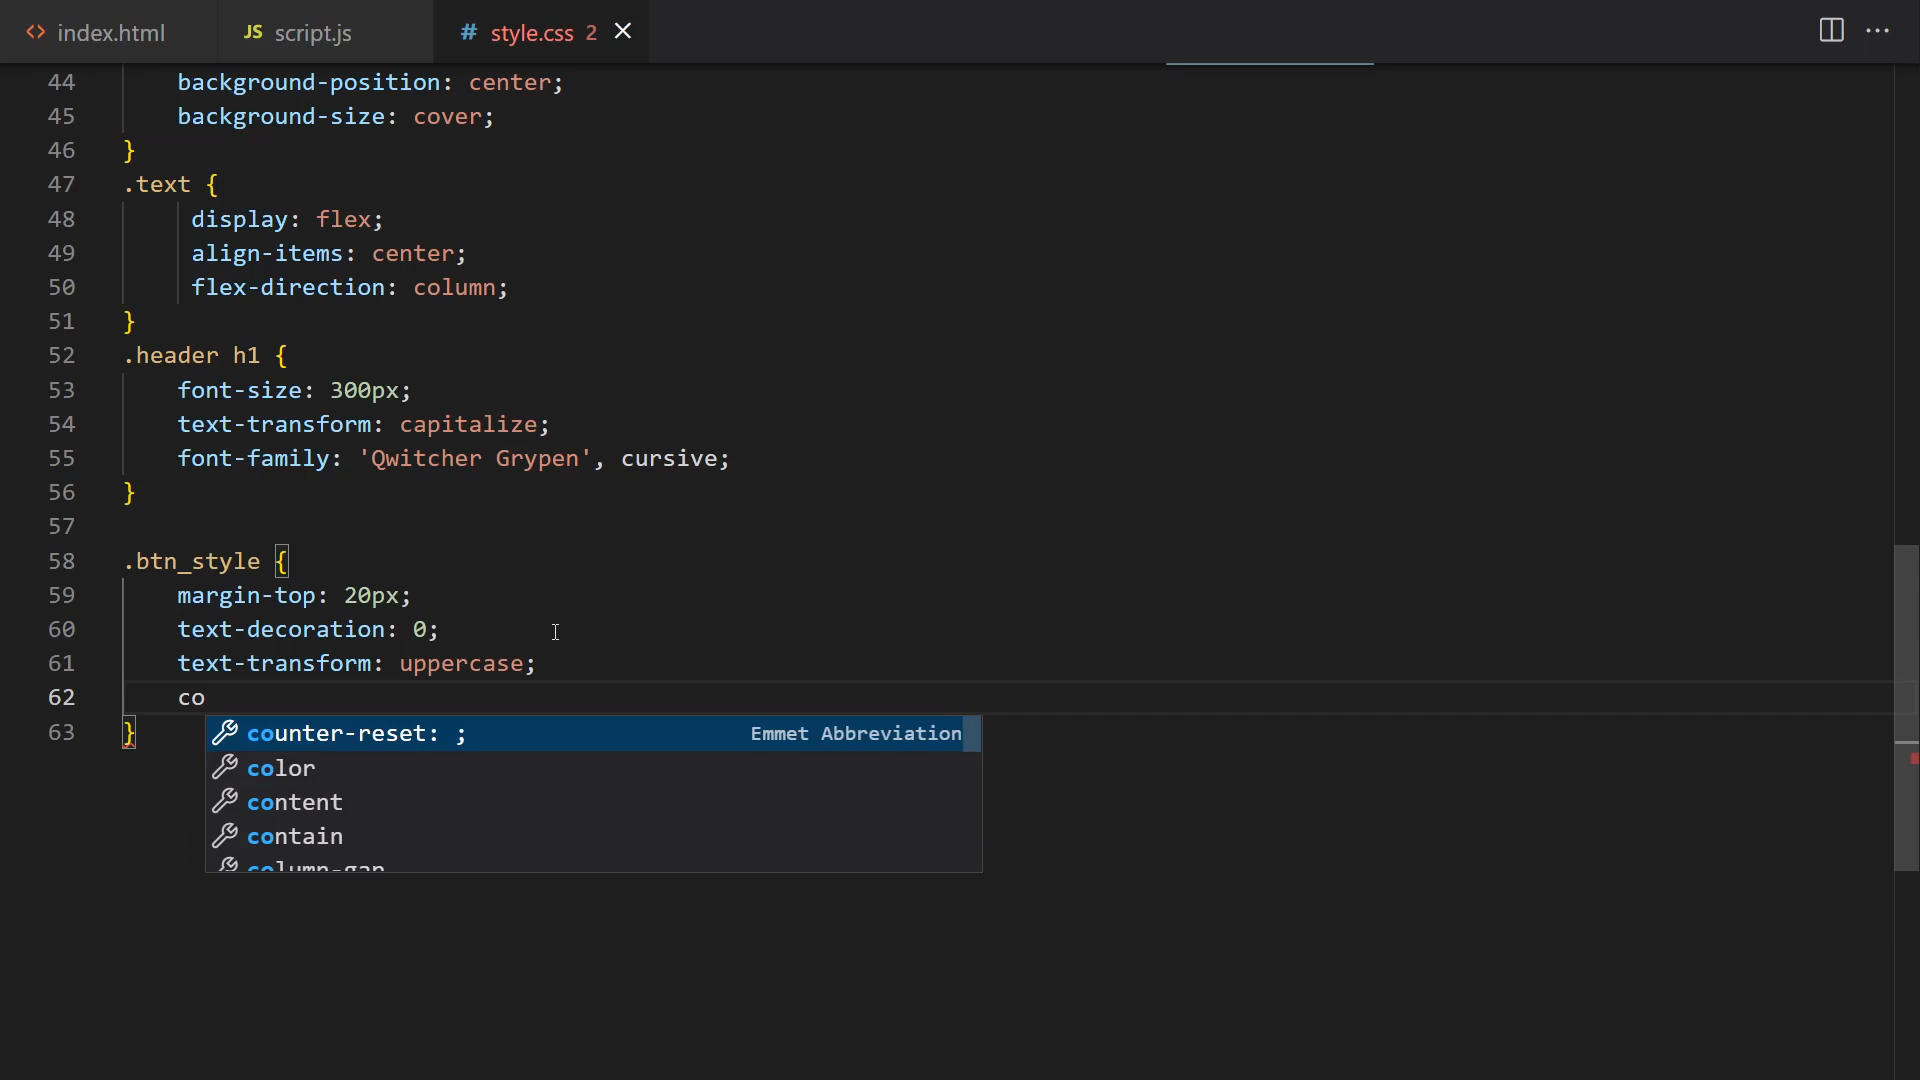 <> index.html JS script.js # style.css 2
44 background-position: center;
45 background-size: cover;
46 }
47 .text {
48 display: flex;
49 align-items: center;
50 flex-direction: column;
51 }
52 .header h1 {
53 font-size: 300px;
54 text-transform: capitalize;
55 font-family: 'Qwitcher Grypen', cursive;
56 }
57
58 .btn_style {
59 margin-top: 20px;
60 text-decoration: 0;
61 text-transform: uppercase;
62 co
63 } counter-reset: ; Emmet Abbreviation
color
content
contain
column-gap